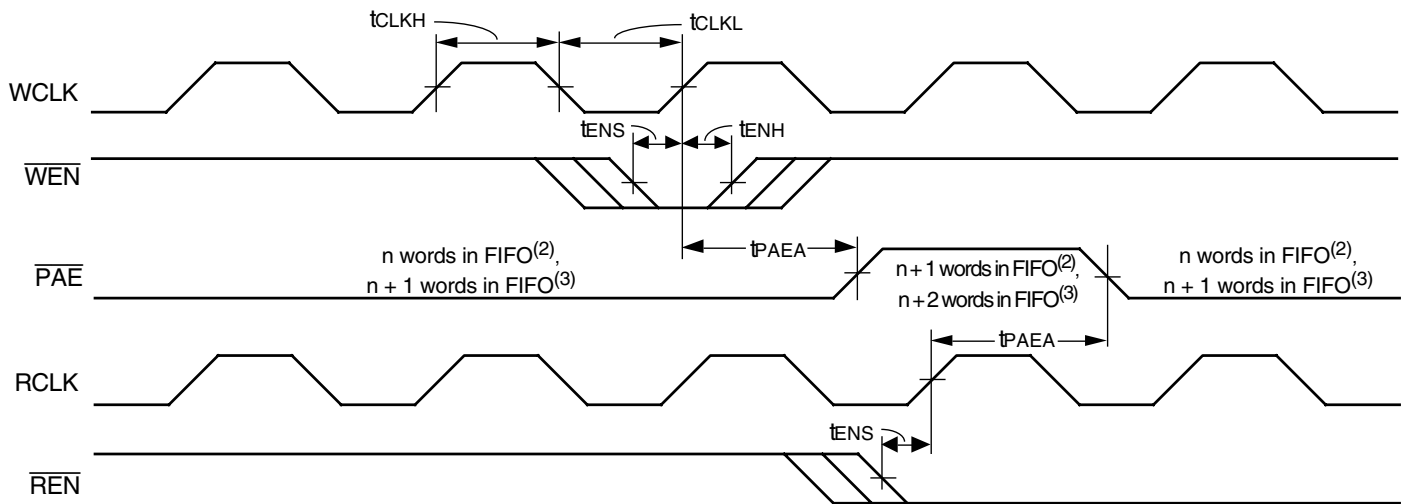 tCLKH
tCLKL
WCLK
tENS
tENH
WEN
tPAEA
n words in FIFO(2),
n + 1 words in FIFO(3)
PAE
n + 1 words in FIFO(2),
n + 2 words in FIFO(3)
n words in FIFO(2),
n + 1 words in FIFO(3)
tPAEA
RCLK
tENS
REN